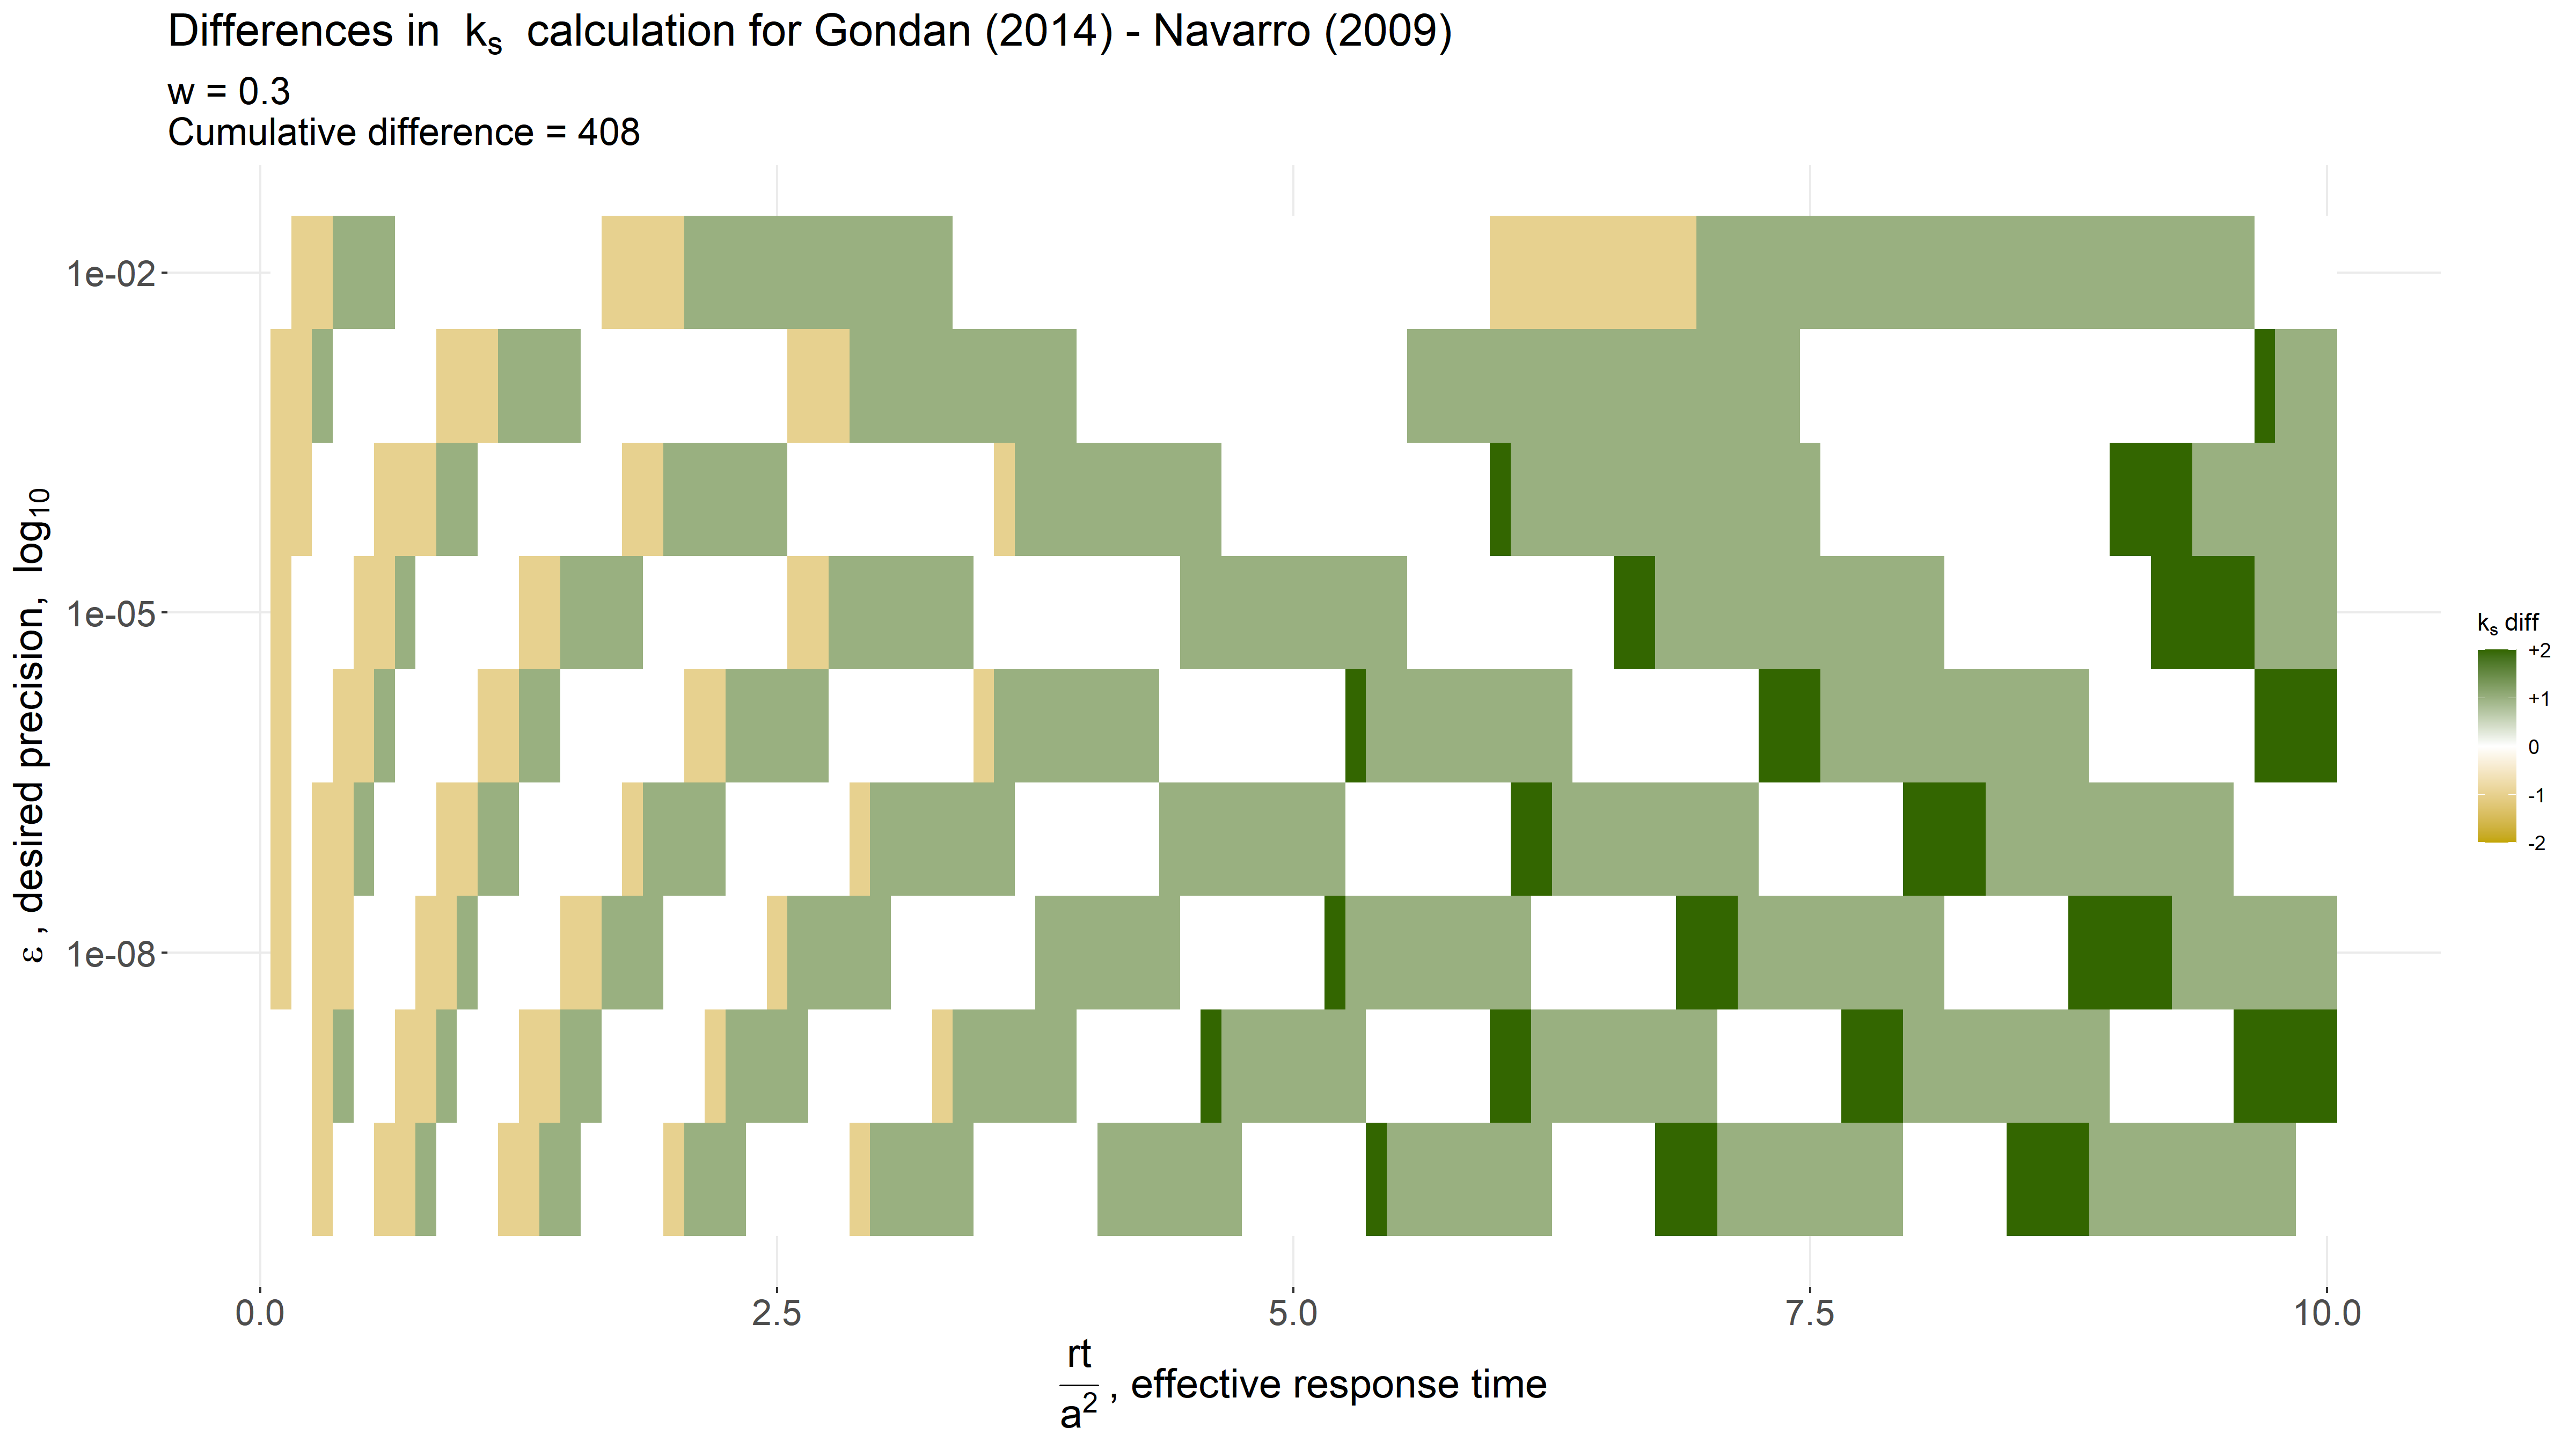 Differences in kₛ calculation for Gondan (2014) - Navarro (2009)
w = 0.3
Cumulative difference = 408
ε , desired precision, log₁₀
1e-02
1e-05
1e-08
0.0 2.5 5.0 7.5 10.0
rt
a² , effective response time
kₛ diff
+2
+1
0
-1
-2